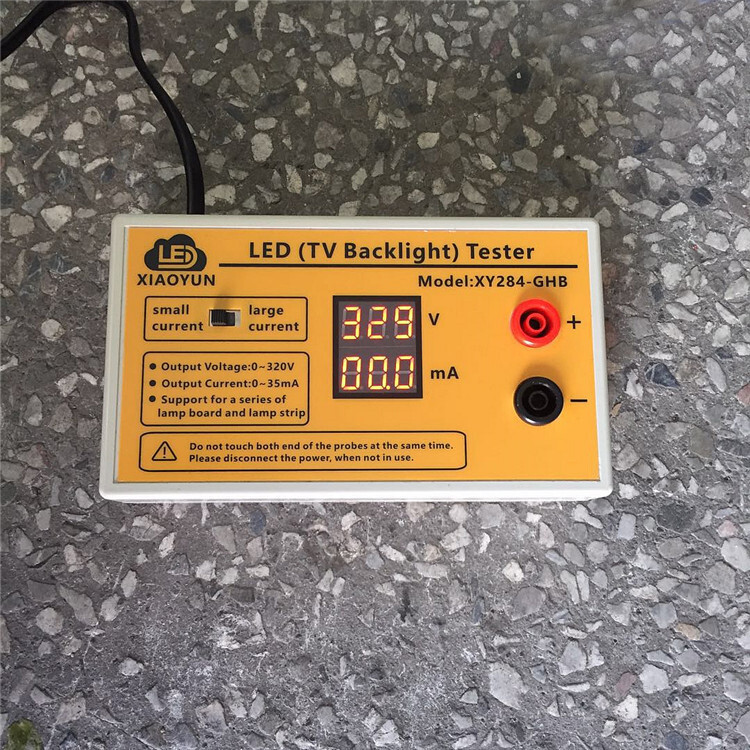 LED
XIAOYUN
LED (TV Backlight) Tester
Model:XY284-GHB
small current
large current
329 V
00.0 mA
+
−
• Output Voltage:0~320V
• Output Current:0~35mA
• Support for a series of
lamp board and lamp strip
Do not touch both end of the probes at the same time.
Please disconnect the power, when not in use.